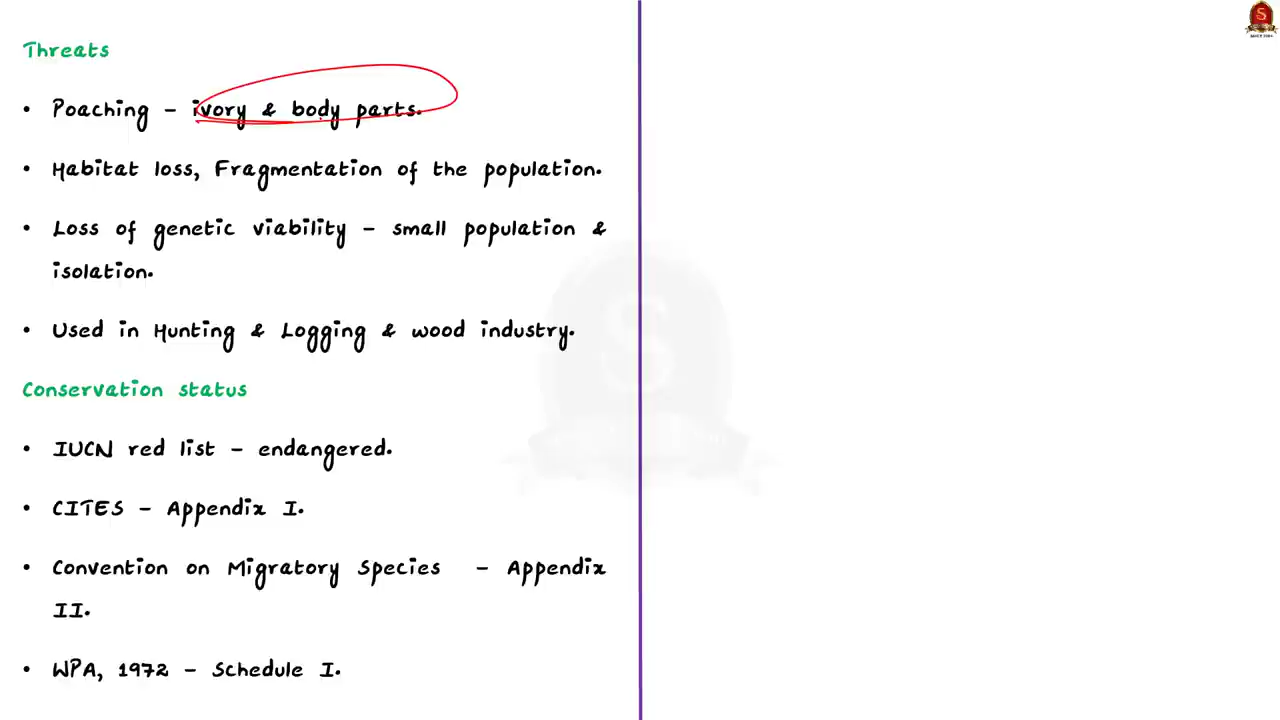 Threats
• Poaching - ivory & body parts.
• Habitat loss, Fragmentation of the population.
• Loss of genetic viability - small population &
isolation.
• Used in Hunting & Logging & wood industry.
Conservation status
• IUCN red list - endangered.
• CITES - Appendix I.
• Convention on Migratory Species - Appendix
II.
• WPA, 1972 - Schedule I.
S